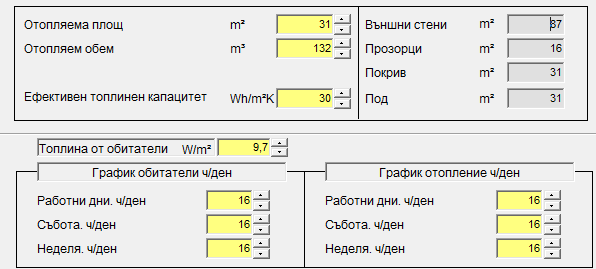 Отопляема площ m² 31
Отопляем обем m³ 132
Ефективен топлинен капацитет Wh/m²K 30
Външни стени m² 87
Прозорци m² 16
Покрив m² 31
Под m² 31
Топлина от обитатели W/m² 9,7
График обитатели ч/ден
Работни дни. ч/ден 16
Събота. ч/ден 16
Неделя. ч/ден 16
График отопление ч/ден
Работни дни. ч/ден 16
Събота. ч/ден 16
Неделя. ч/ден 16